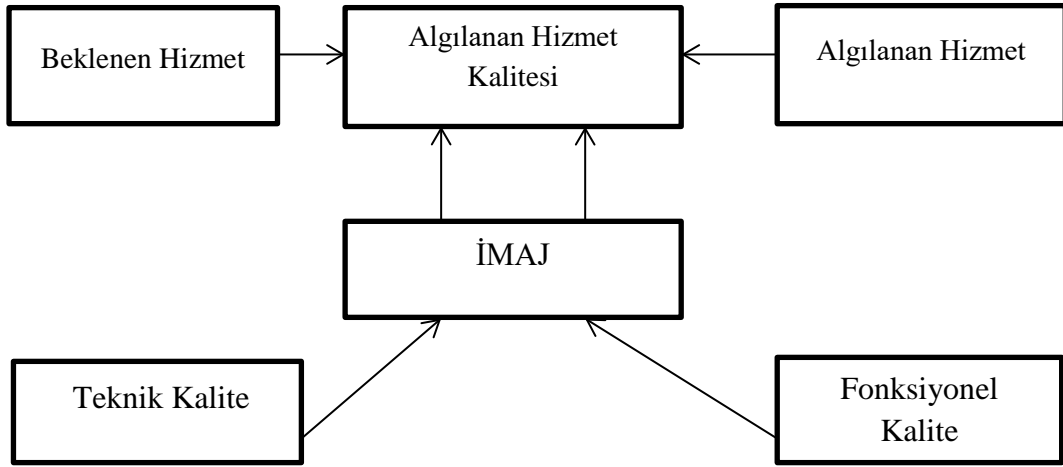 Beklenen Hizmet
Algılanan Hizmet
Kalitesi
Algılanan Hizmet
İMAJ
Teknik Kalite
Fonksiyonel
Kalite